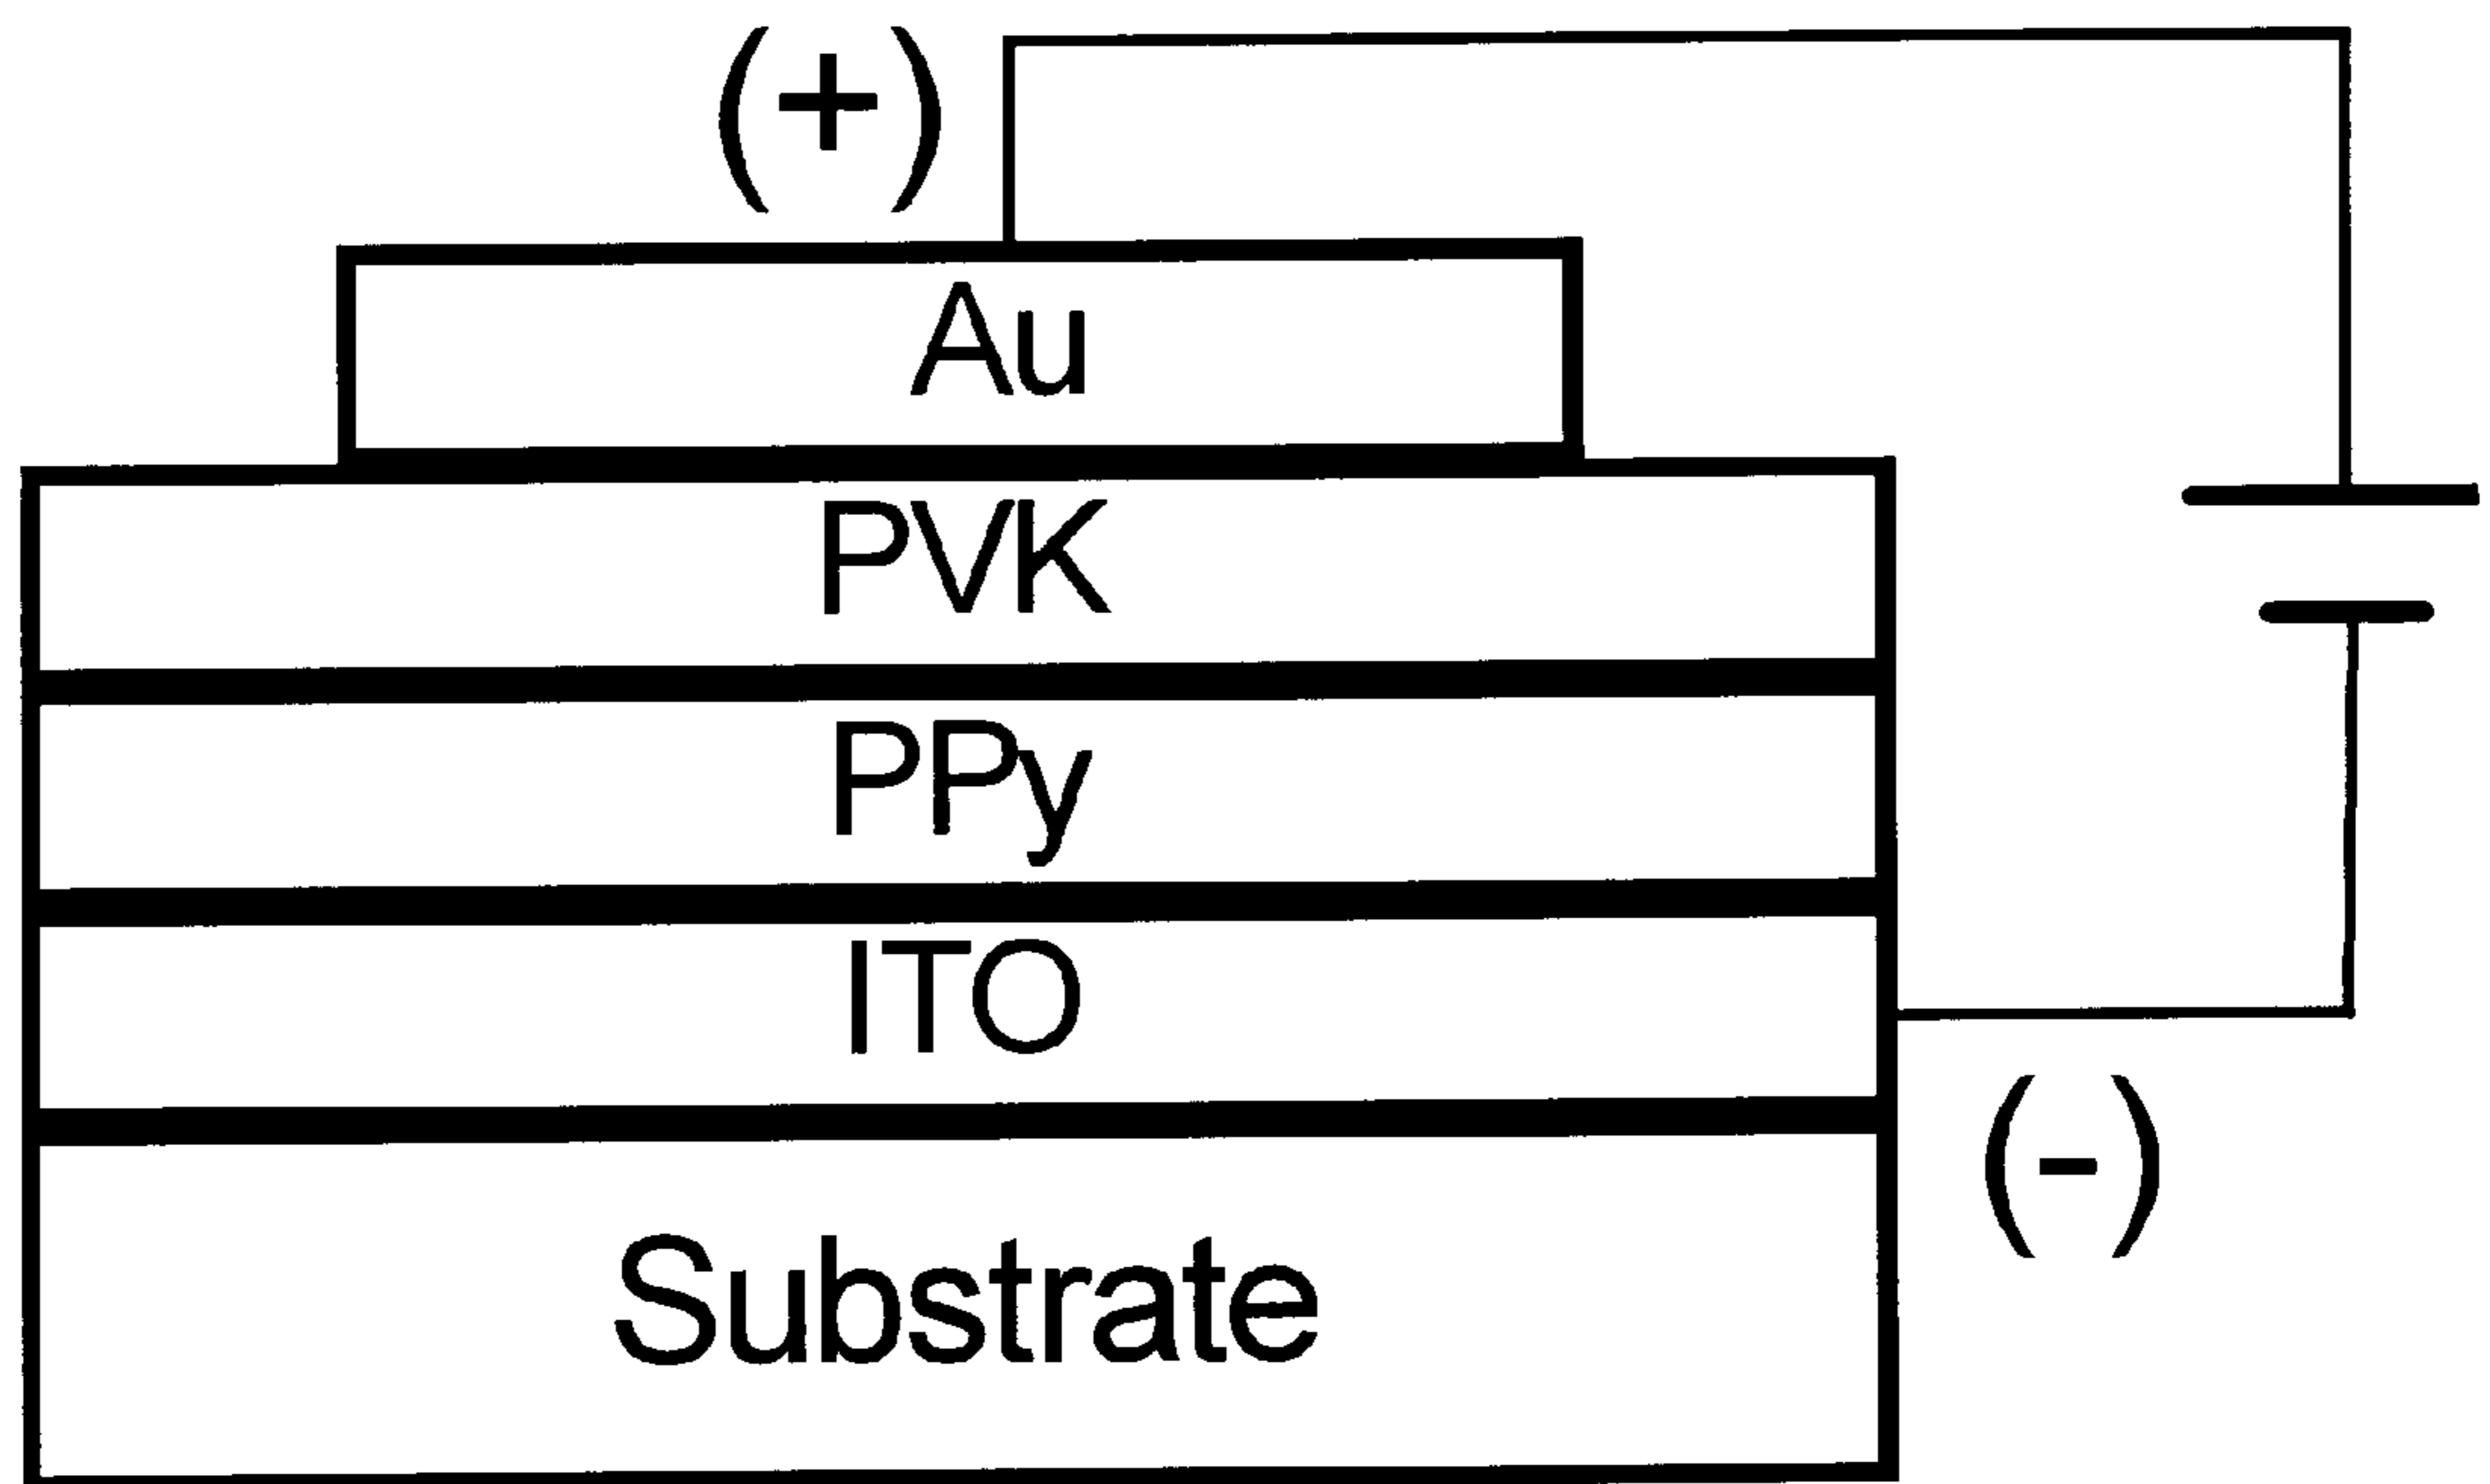 (+)
Au
PVK
PPy
ITO
(-)
Substrate